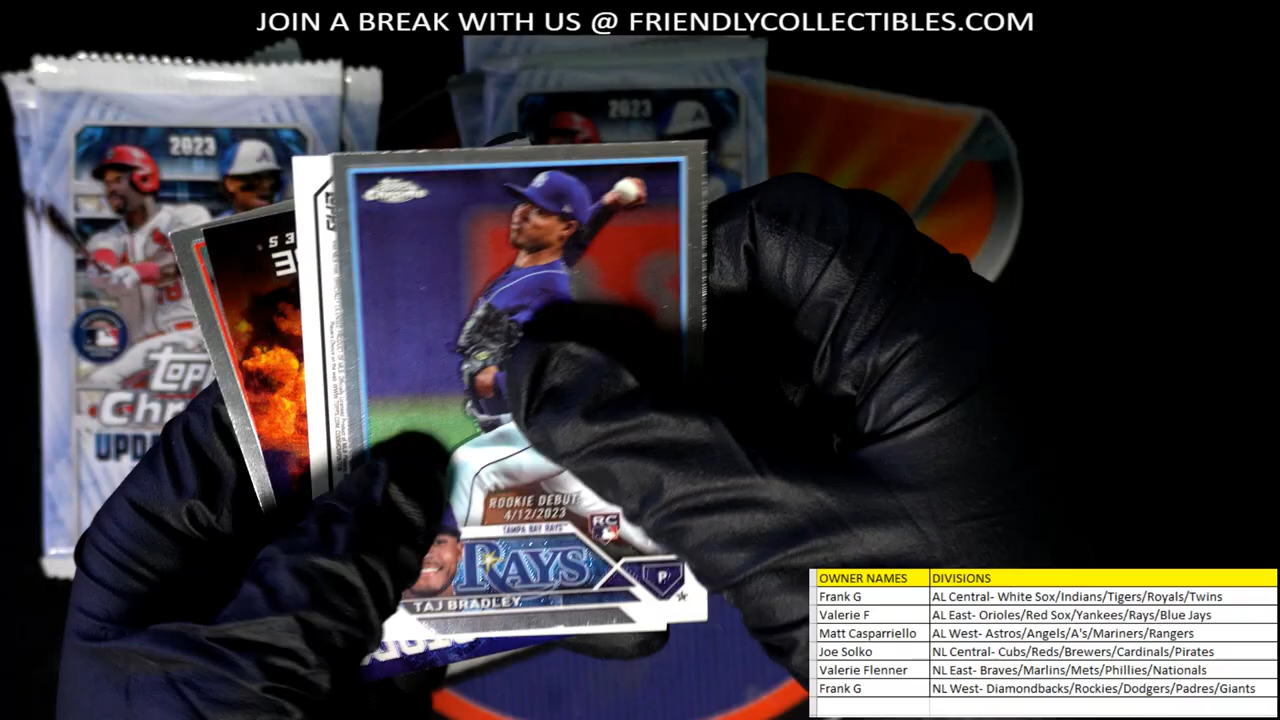 JOIN A BREAK WITH US @ FRIENDLYCOLLECTIBLES.COM
2023
Topps
Chr
UPD
2023
Topps
Chrome
ROOKIE DEBUT:
4/12/2023
TAMPA BAY RAYS
RC
RAYS
P
TAJ BRADLEY
OWNER NAMES DIVISIONS
Frank G AL Central- White Sox/Indians/Tigers/Royals/Twins
Valerie F AL East- Orioles/Red Sox/Yankees/Rays/Blue Jays
Matt Casparriello AL West- Astros/Angels/A's/Mariners/Rangers
Joe Solko NL Central- Cubs/Reds/Brewers/Cardinals/Pirates
Valerie Flenner NL East- Braves/Marlins/Mets/Phillies/Nationals
Frank G NL West- Diamondbacks/Rockies/Dodgers/Padres/Giants